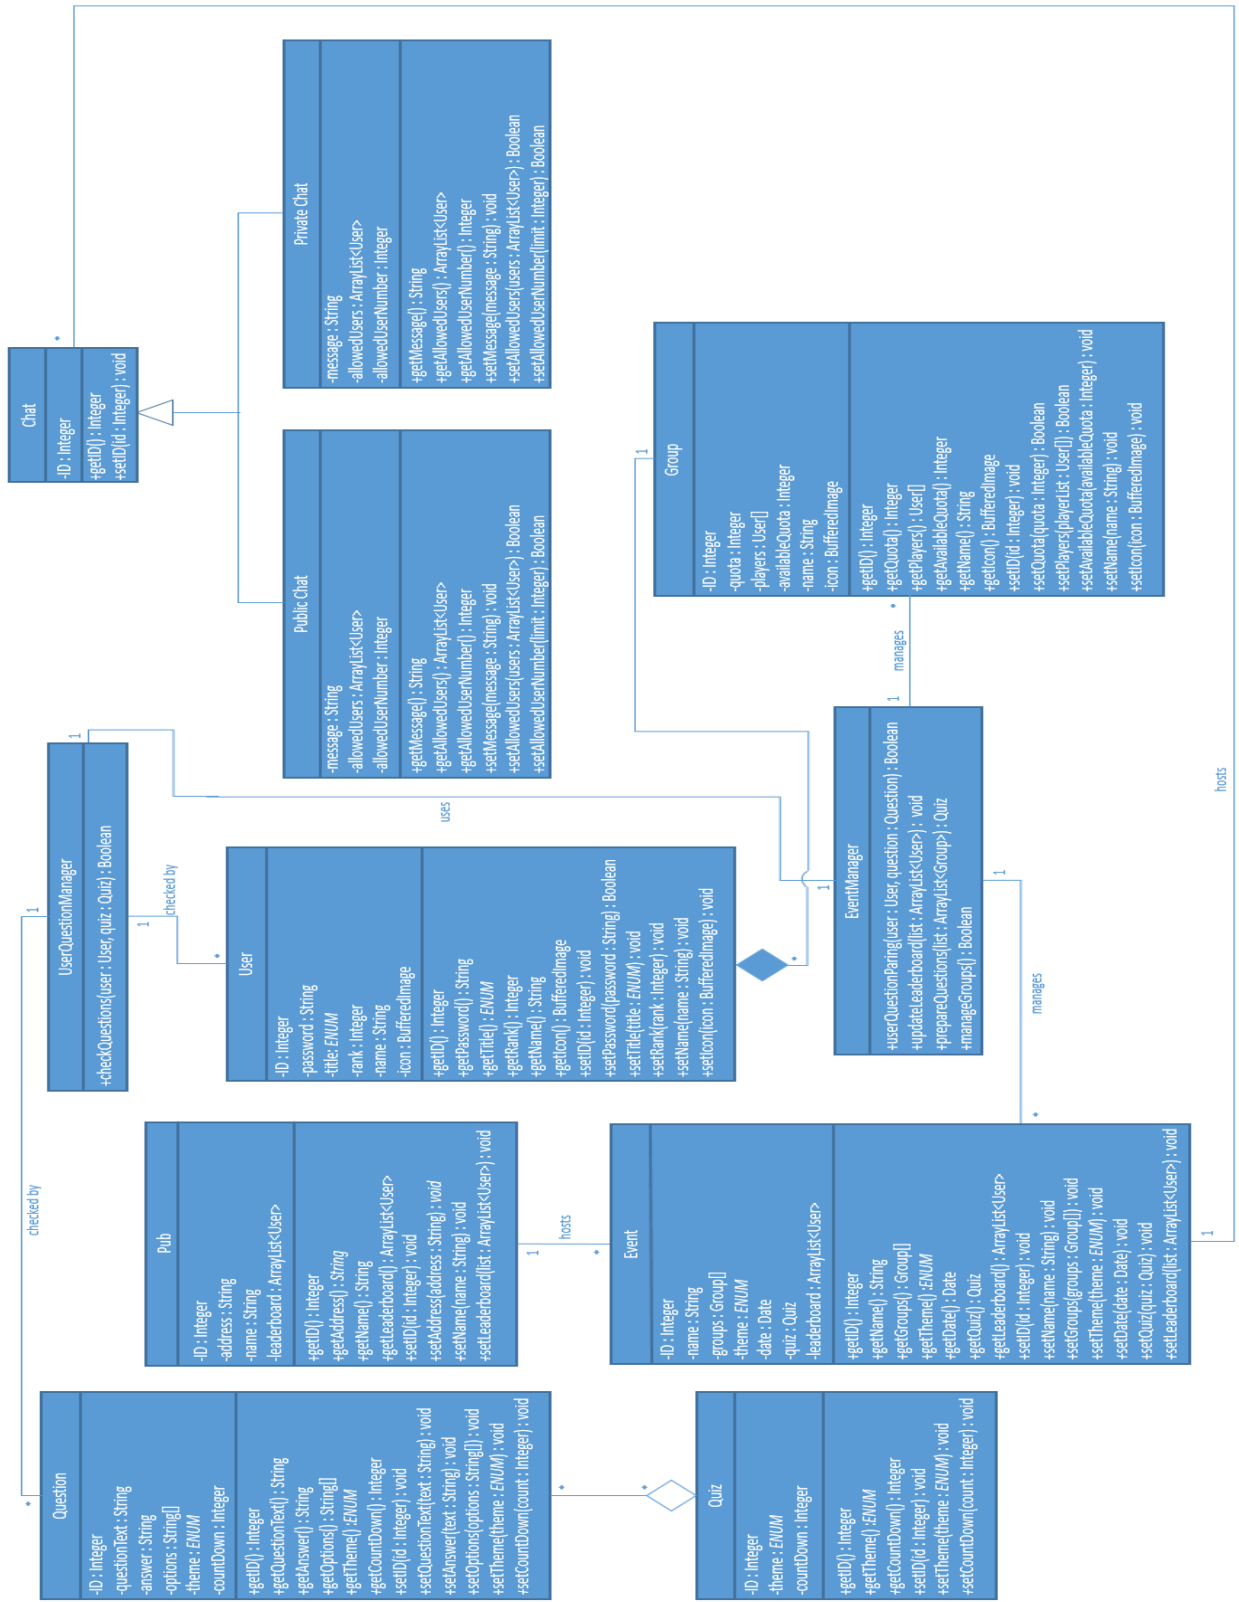 Chat
-ID : Integer
+getID() : Integer
+setID(id : Integer) : void
*
Public Chat
-message : String
-allowedUsers : ArrayList<User>
-allowedUserNumber : Integer
+getMessage() : String
+getAllowedUsers() : ArrayList<User>
+getAllowedUserNumber() : Integer
+setMessage(message : String) : void
+setAllowedUsers(users : ArrayList<User>) : Boolean
+setAllowedUserNumber(limit : Integer) : Boolean
Private Chat
-message : String
-allowedUsers : ArrayList<User>
-allowedUserNumber : Integer
+getMessage() : String
+getAllowedUsers() : ArrayList<User>
+getAllowedUserNumber() : Integer
+setMessage(message : String) : void
+setAllowedUsers(users : ArrayList<User>) : Boolean
+setAllowedUserNumber(limit : Integer) : Boolean
UserQuestionManager
+checkQuestions(user : User, quiz : Quiz) : Boolean
1
1
1
checked by
checked by
uses
*
*
User
-ID : Integer
-password : String
-title: ENUM
-rank : Integer
-name : String
-icon : BufferedImage
+getID() : Integer
+getPassword() : String
+getTitle() : ENUM
+getRank() : Integer
+getName() : String
+getIcon() : BufferedImage
+setID(id : Integer) : void
+setPassword(password : String) : Boolean
+setTitle(title : ENUM) : void
+setRank(rank : Integer) : void
+setName(name : String) : void
+setIcon(icon : BufferedImage) : void
*
1
Group
-ID : Integer
-quota : Integer
-players : User[]
-availableQuota : Integer
-name : String
-icon : BufferedImage
+getID() : Integer
+getQuota() : Integer
+getPlayers() : User[]
+getAvailableQuota() : Integer
+getName() : String
+getIcon() : BufferedImage
+setID(id : Integer) : void
+setQuota(quota : Integer) : Boolean
+setPlayers(playerList : User[]) : Boolean
+setAvailableQuota(availableQuota : Integer) : void
+setName(name : String) : void
+setIcon(icon : BufferedImage) : void
*
manages
1
1
EventManager
+userQuestionParing(user : User, question : Question) : Boolean
+updateLeaderboard(list : ArrayList<User>) : void
+prepareQuestions(list : ArrayList<Group>) : Quiz
+manageGroups() : Boolean
1
manages
*
Pub
-ID : Integer
-address : String
-name : String
-leaderboard : ArrayList<User>
+getID() : Integer
+getAddress() : String
+getName() : String
+getLeaderboard() : ArrayList<User>
+setID(id : Integer) : void
+setAddress(address : String) : void
+setName(name : String) : void
+setLeaderboard(list : ArrayList<User>) : void
1
hosts
*
Event
-ID : Integer
-name : String
-groups : Group[]
-theme : ENUM
-date : Date
-quiz : Quiz
-leaderboard : ArrayList<User>
+getID() : Integer
+getName() : String
+getGroups() : Group[]
+getTheme() : ENUM
+getDate() : Date
+getQuiz() : Quiz
+getLeaderboard() : ArrayList<User>
+setID(id : Integer) : void
+setName(name : String) : void
+setGroups(groups : Group[]) : void
+setTheme(theme : ENUM) : void
+setDate(date : Date) : void
+setQuiz(quiz : Quiz) : void
+setLeaderboard(list : ArrayList<User>) : void
1
hosts
Question
-ID : Integer
-questionText : String
-answer : String
-options : String[]
-theme : ENUM
-countDown : Integer
+getID() : Integer
+getQuestionText() : String
+getAnswer() : String
+getOptions() : String[]
+getTheme() :ENUM
+getCountDown() : Integer
+setID(id : Integer) : void
+setQuestionText(text : String) : void
+setAnswer(text : String) : void
+setOptions(options : String[]) : void
+setTheme(theme : ENUM) : void
+setCountDown(count : Integer) : void
*
*
Quiz
-ID : Integer
-theme : ENUM
-countDown : Integer
+getID() : Integer
+getTheme() :ENUM
+getCountDown() : Integer
+setID(id : Integer) : void
+setTheme(theme : ENUM) : void
+setCountDown(count : Integer) : void